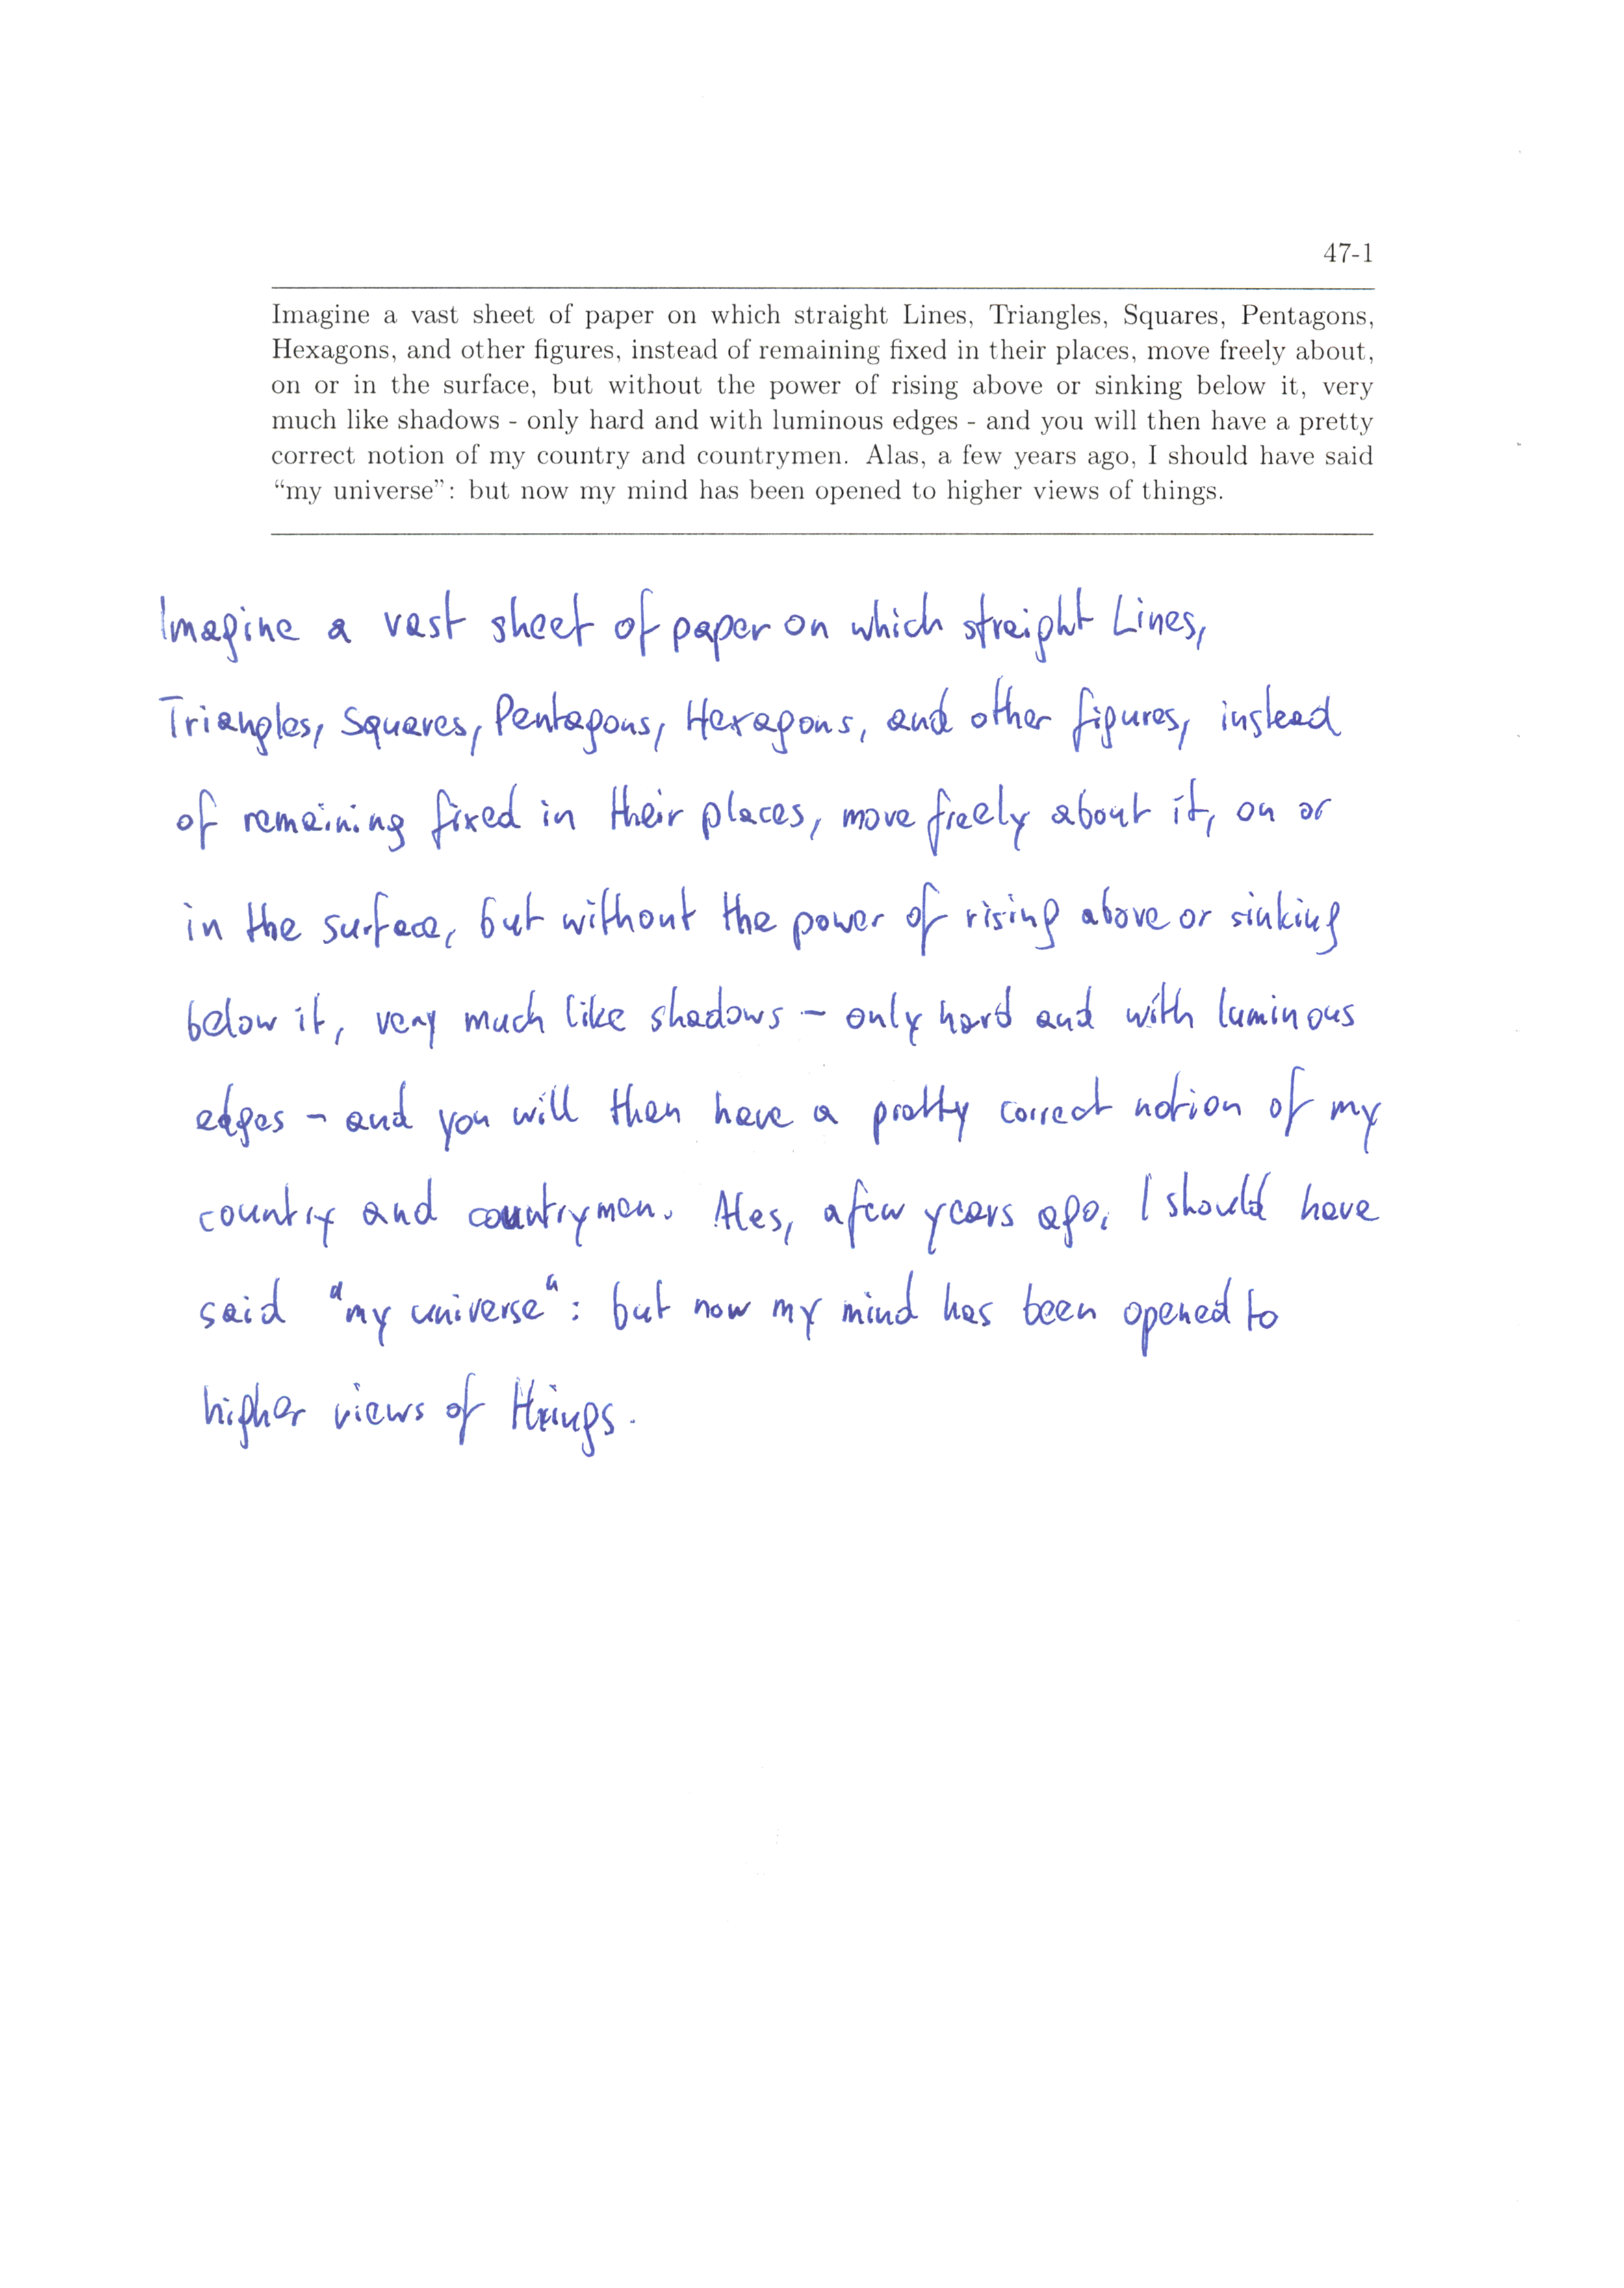 47-1
Imagine a vast sheet of paper on which straight Lines, Triangles, Squares, Pentagons,
Hexagons, and other figures, instead of remaining fixed in their places, move freely about,
on or in the surface, but without the power of rising above or sinking below it, very
much like shadows - only hard and with luminous edges - and you will then have a pretty
correct notion of my country and countrymen. Alas, a few years ago, I should have said
“my universe”: but now my mind has been opened to higher views of things.
Imagine a vast sheet of paper on which straight Lines,
Triangles, Squares, Pentagons, Hexagons, and other figures, instead
of remaining fixed in their places, move freely about it, on or
in the surface, but without the power of rising above or sinking
below it, very much like shadows - only hard and with luminous
edges - and you will then have a pretty correct notion of my
country and countrymen. Alas, a few years ago, I should have
said "my universe": but now my mind has been opened to
higher views of things.